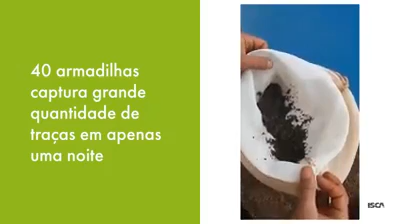 40 armadilhas
captura grande
quantidade de
traças em apenas
uma noite
ISCA